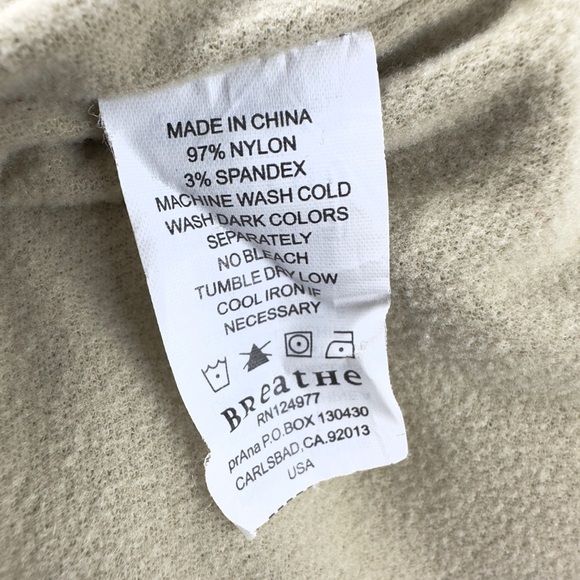 MADE IN CHINA
97% NYLON
3% SPANDEX
MACHINE WASH COLD
WASH DARK COLORS
SEPARATELY
NO BLEACH
TUMBLE DRY LOW
COOL IRON IF
NECESSARY
BReatHe
RN124977
prAna P.O.BOX 130430
CARLSBAD,CA.92013
USA